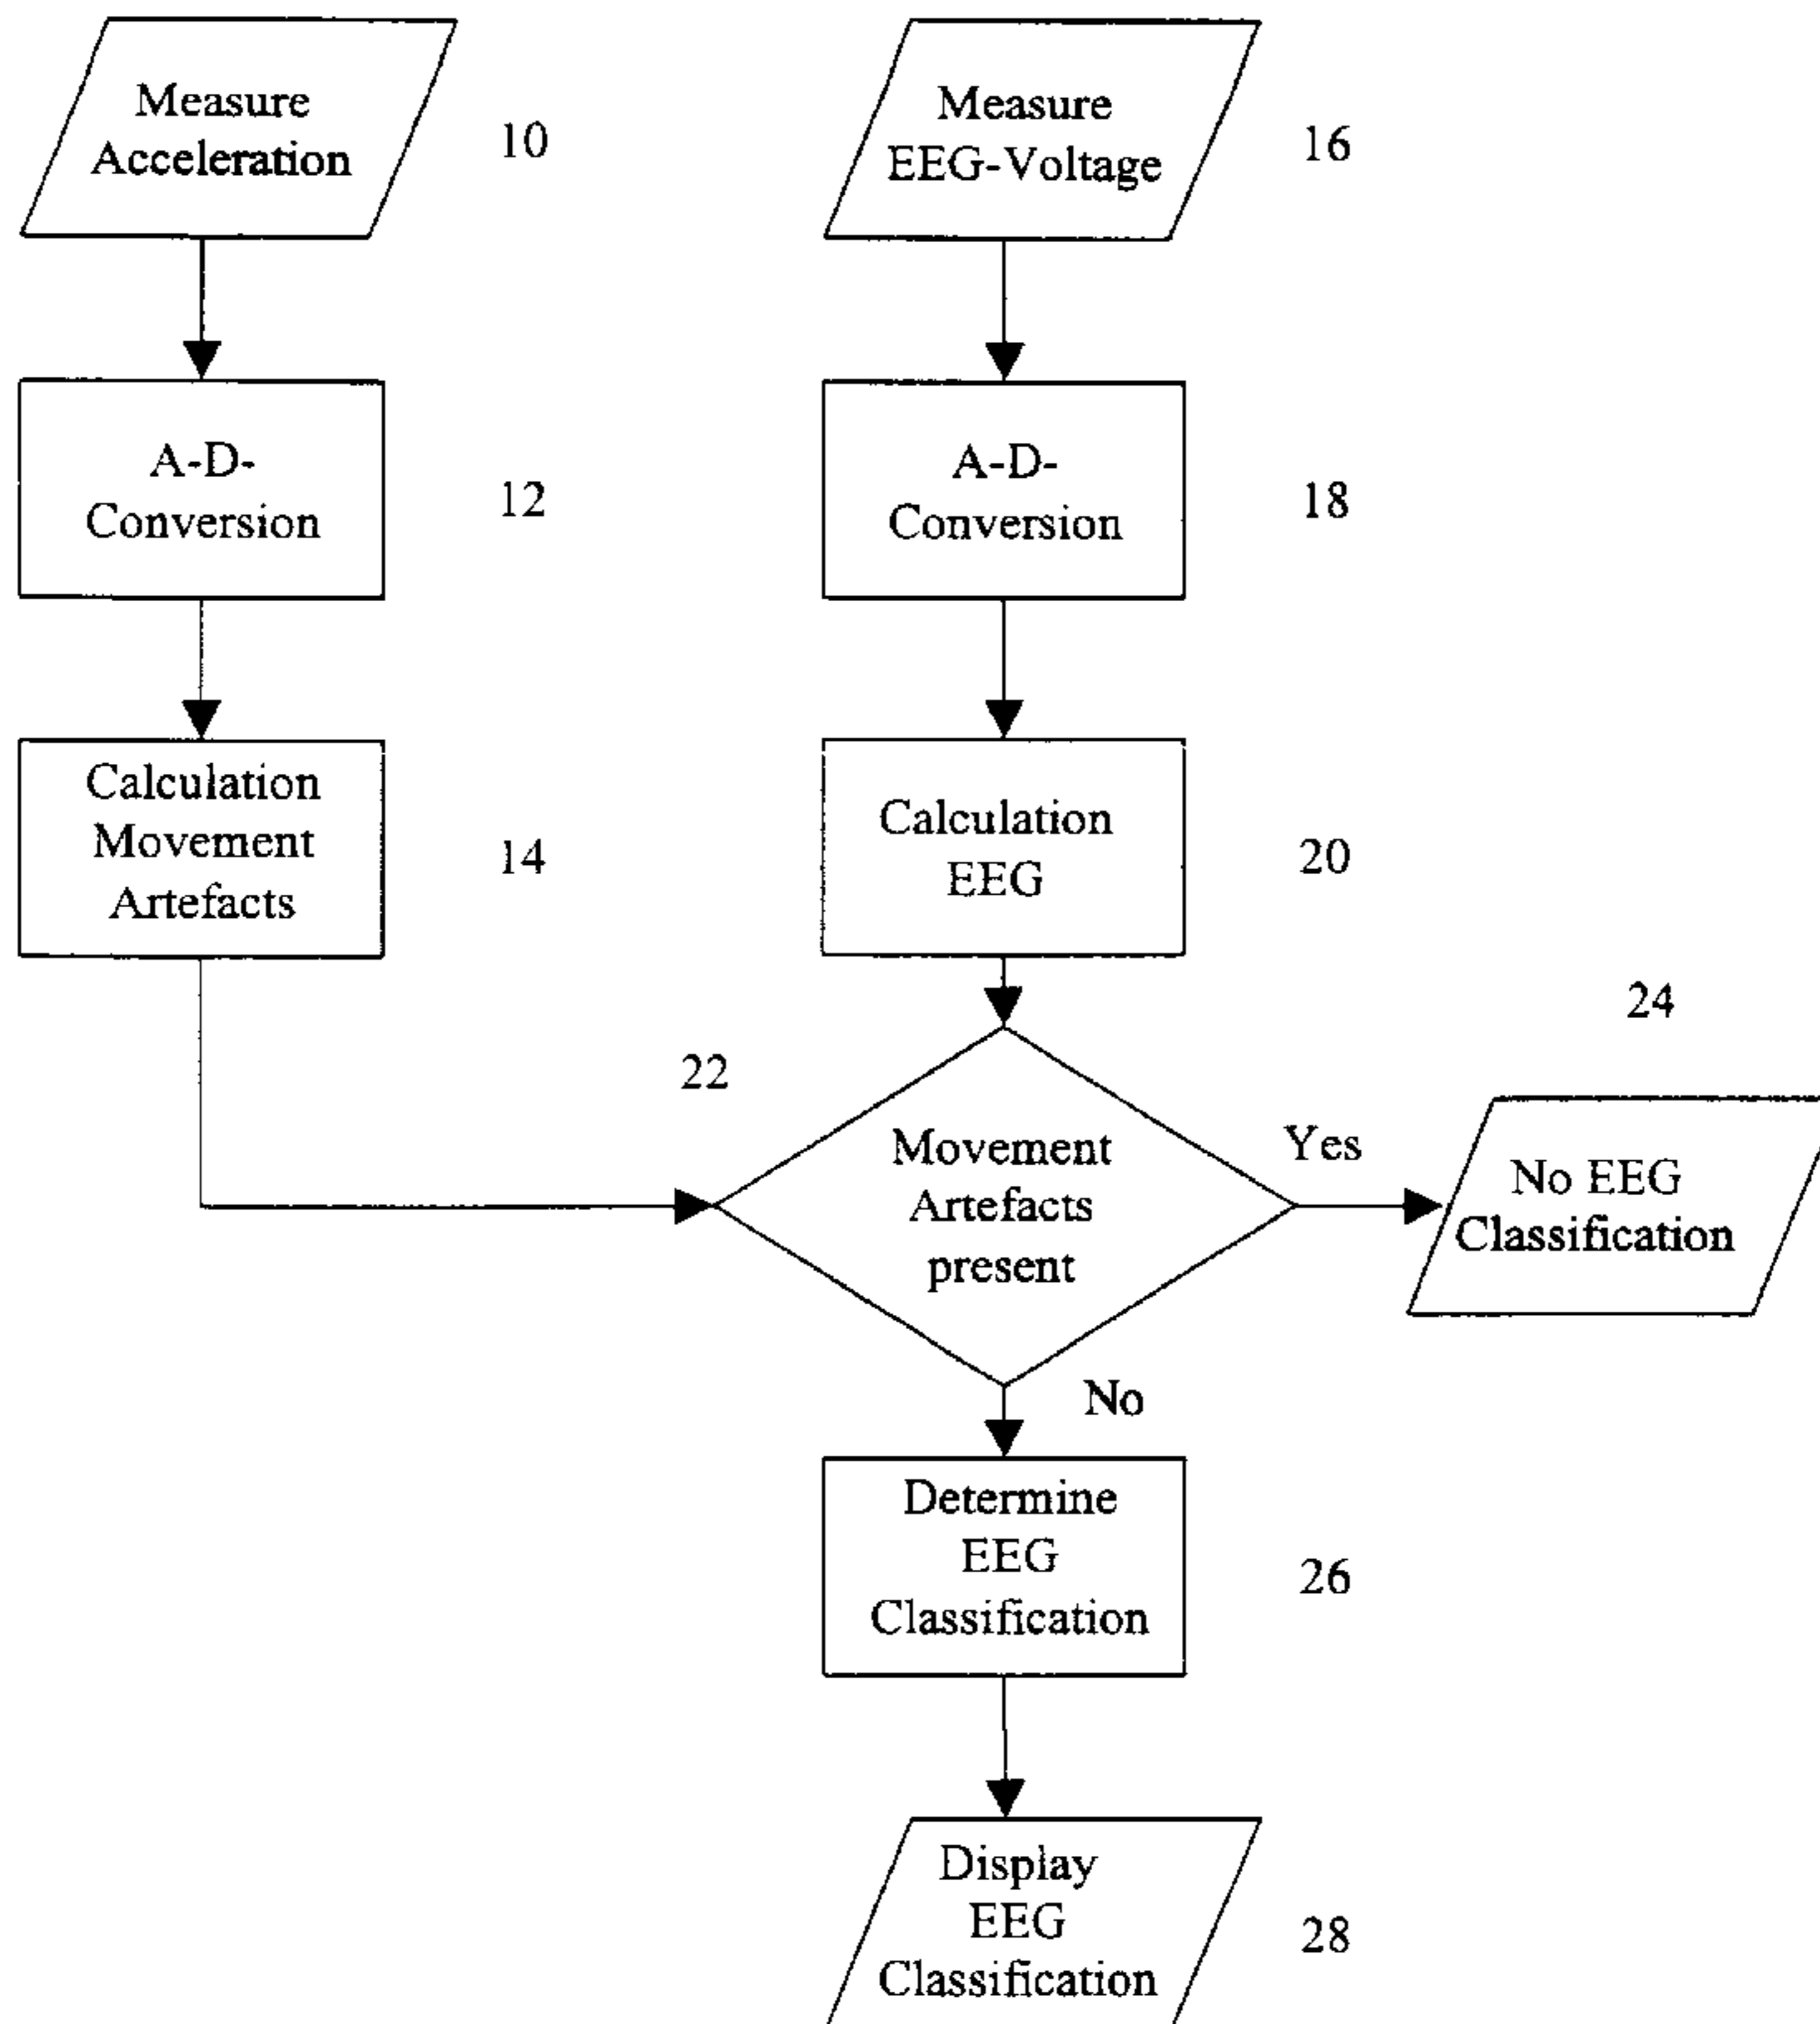 Measure
Acceleration
10
Measure
EEG-Voltage
16
A-D-
Conversion
12
A-D-
Conversion
18
Calculation
Movement
Artefacts
14
Calculation
EEG
20
22
Movement
Artefacts
present
Yes
24
No EEG
Classification
No
Determine
EEG
Classification
26
Display
EEG
Classification
28